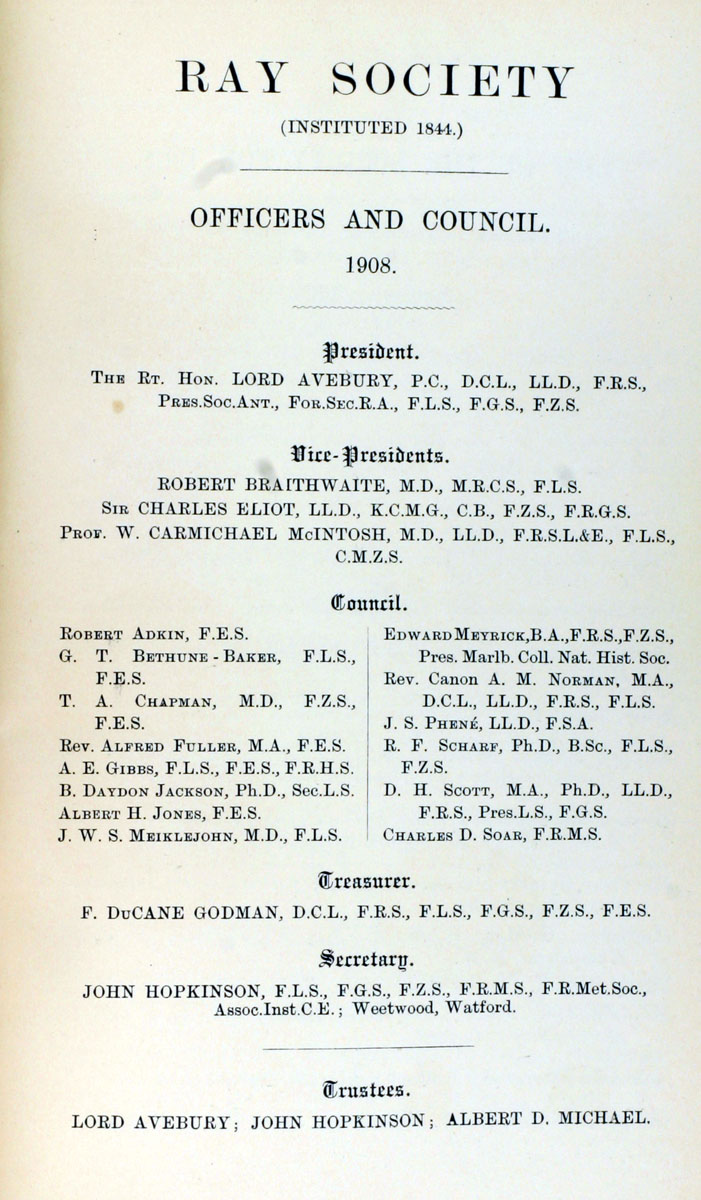 RAY SOCIETY
(INSTITUTED 1844.)
OFFICERS AND COUNCIL.
1908.
President.
THE RT. HON. LORD AVEBURY, P.C., D.C.L., LL.D., F.R.S.,
PRES.SOC.ANT., FOR.SEC.R.A., F.L.S., F.G.S., F.Z.S.
Vice-Presidents.
ROBERT BRAITHWAITE, M.D., M.R.C.S., F.L.S.
SIR CHARLES ELIOT, LL.D., K.C.M.G., C.B., F.Z.S., F.R.G.S.
PROF. W. CARMICHAEL McINTOSH, M.D., LL.D., F.R.S.L.&E., F.L.S.,
C.M.Z.S.
Council.
ROBERT ADKIN, F.E.S.
G. T. BETHUNE-BAKER, F.L.S.,
F.E.S.
T. A. CHAPMAN, M.D., F.Z.S.,
F.E.S.
Rev. ALFRED FULLER, M.A., F.E.S.
A. E. GIBBS, F.L.S., F.E.S., F.R.H.S.
B. DAYDON JACKSON, Ph.D., Sec.L.S.
ALBERT H. JONES, F.E.S.
J. W. S. MEIKLEJOHN, M.D., F.L.S.
EDWARD MEYRICK, B.A., F.R.S., F.Z.S.,
Pres. Marlb. Coll. Nat. Hist. Soc.
Rev. Canon A. M. NORMAN, M.A.,
D.C.L., LL.D., F.R.S., F.L.S.
J. S. PHENÉ, LL.D., F.S.A.
R. F. SCHARF, Ph.D., B.Sc., F.L.S.,
F.Z.S.
D. H. SCOTT, M.A., Ph.D., LL.D.,
F.R.S., Pres.L.S., F.G.S.
CHARLES D. SOAR, F.R.M.S.
Treasurer.
F. DuCANE GODMAN, D.C.L., F.R.S., F.L.S., F.G.S., F.Z.S., F.E.S.
Secretary.
JOHN HOPKINSON, F.L.S., F.G.S., F.Z.S., F.R.M.S., F.R.Met.Soc.,
Assoc.Inst.C.E.; Weetwood, Watford.
Trustees.
LORD AVEBURY; JOHN HOPKINSON; ALBERT D. MICHAEL.